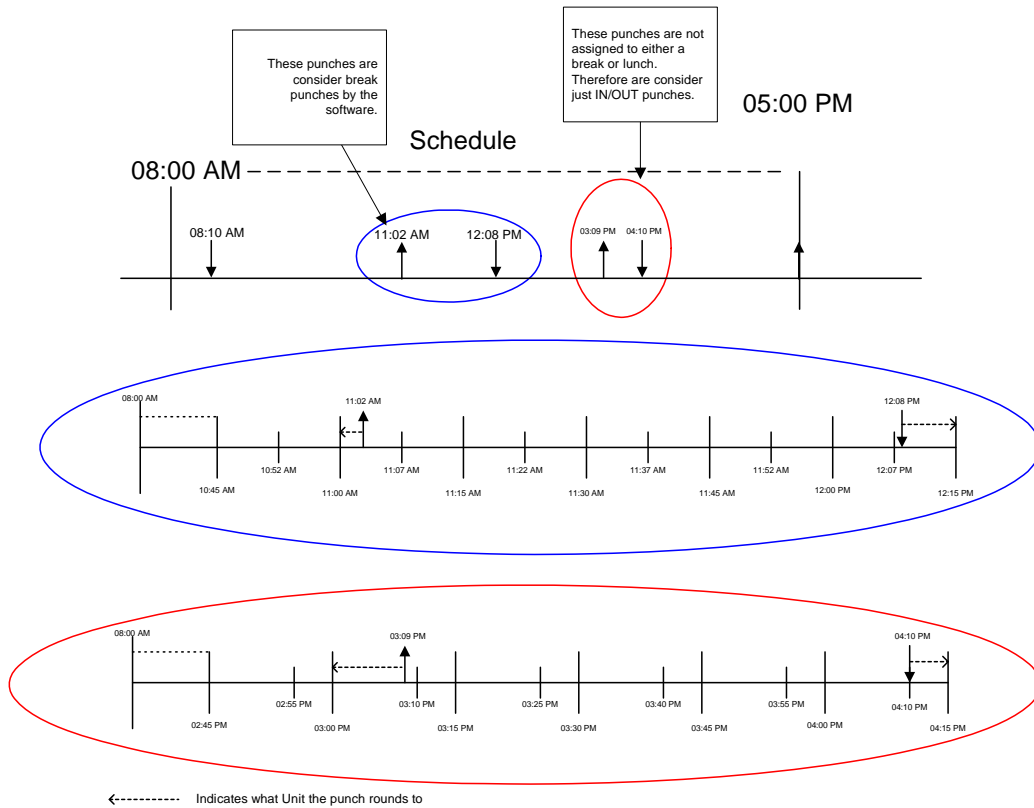 These punches are
consider break
punches by the
software.
These punches are not
assigned to either a
break or lunch.
Therefore are consider
just IN/OUT punches.
05:00 PM
Schedule
08:00 AM
08:10 AM
11:02 AM
12:08 PM
03:09 PM
04:10 PM
08:00 AM
11:02 AM
12:08 PM
10:52 AM
11:07 AM
11:22 AM
11:37 AM
11:52 AM
12:07 PM
10:45 AM
11:00 AM
11:15 AM
11:30 AM
11:45 AM
12:00 PM
12:15 PM
08:00 AM
03:09 PM
04:10 PM
02:55 PM
03:10 PM
03:25 PM
03:40 PM
03:55 PM
04:10 PM
02:45 PM
03:00 PM
03:15 PM
03:30 PM
03:45 PM
04:00 PM
04:15 PM
Indicates what Unit the punch rounds to